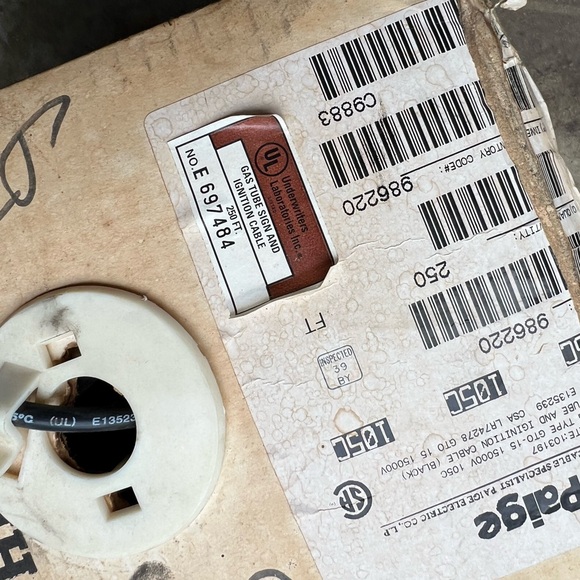 Underwriters
Laboratories Inc.®
UL
GAS TUBE SIGN AND
IGNITION CABLE
250 FT.
NO. E 697484
5°C (UL) E13523
Paige
CABLE SPECIALIST PAIGE ELECTRIC CO., L.P
TYPE GTO-15 15000V 105C
TUBE AND IGINITION CABLE (BLACK)
E135239 CSA LR74278 GTO 15 15000V
105C
105C
INSPECTED
39
BY
FT
986220
250
986220
C9883